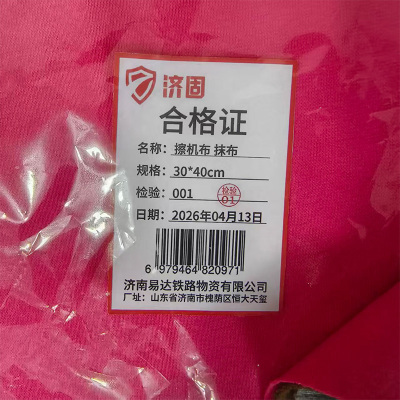 济固
合格证
名称：擦机布 抹布
规格：30*40cm
检验：001
检验
01
日期：2026年04月13日
6 979464 820971
济南易达铁路物资有限公司
厂址：山东省济南市槐荫区恒大天玺